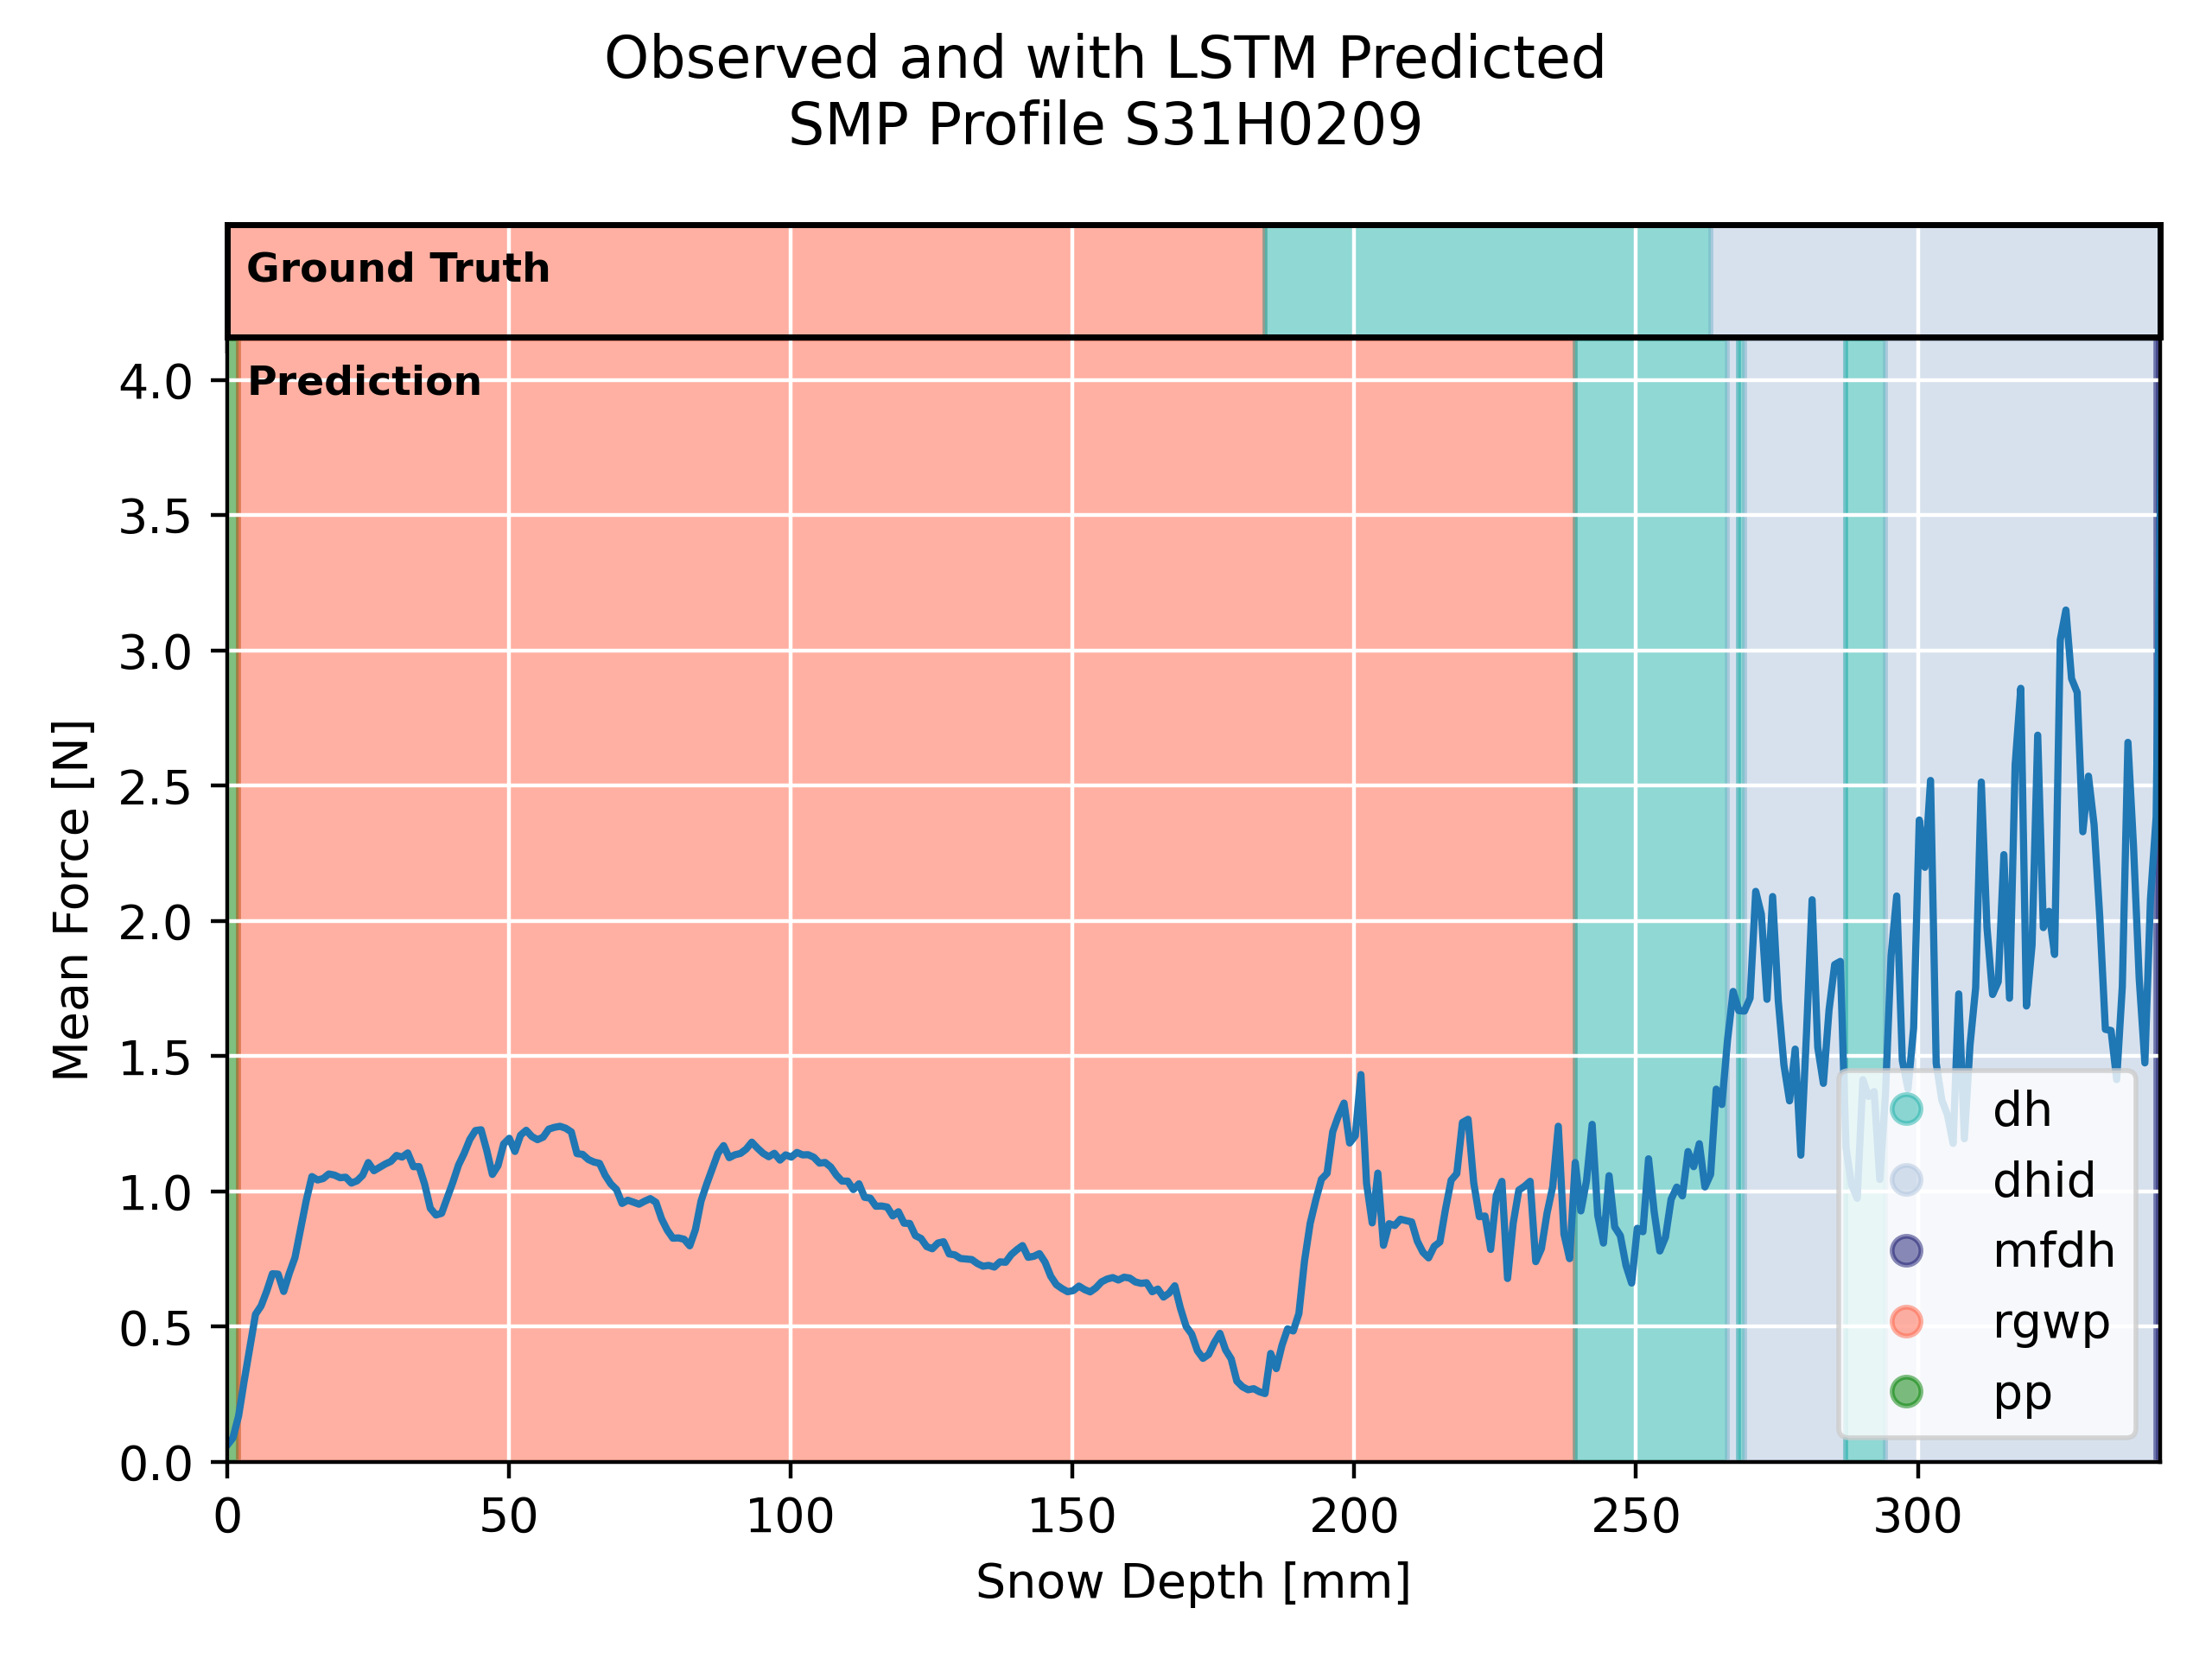 Observed and with LSTM Predicted
SMP Profile S31H0209
Ground Truth
Prediction
4.0
3.5
3.0
2.5
2.0
1.5
1.0
0.5
0.0
Mean Force [N]
dh
dhid
mfdh
rgwp
pp
0 50 100 150 200 250 300
Snow Depth [mm]